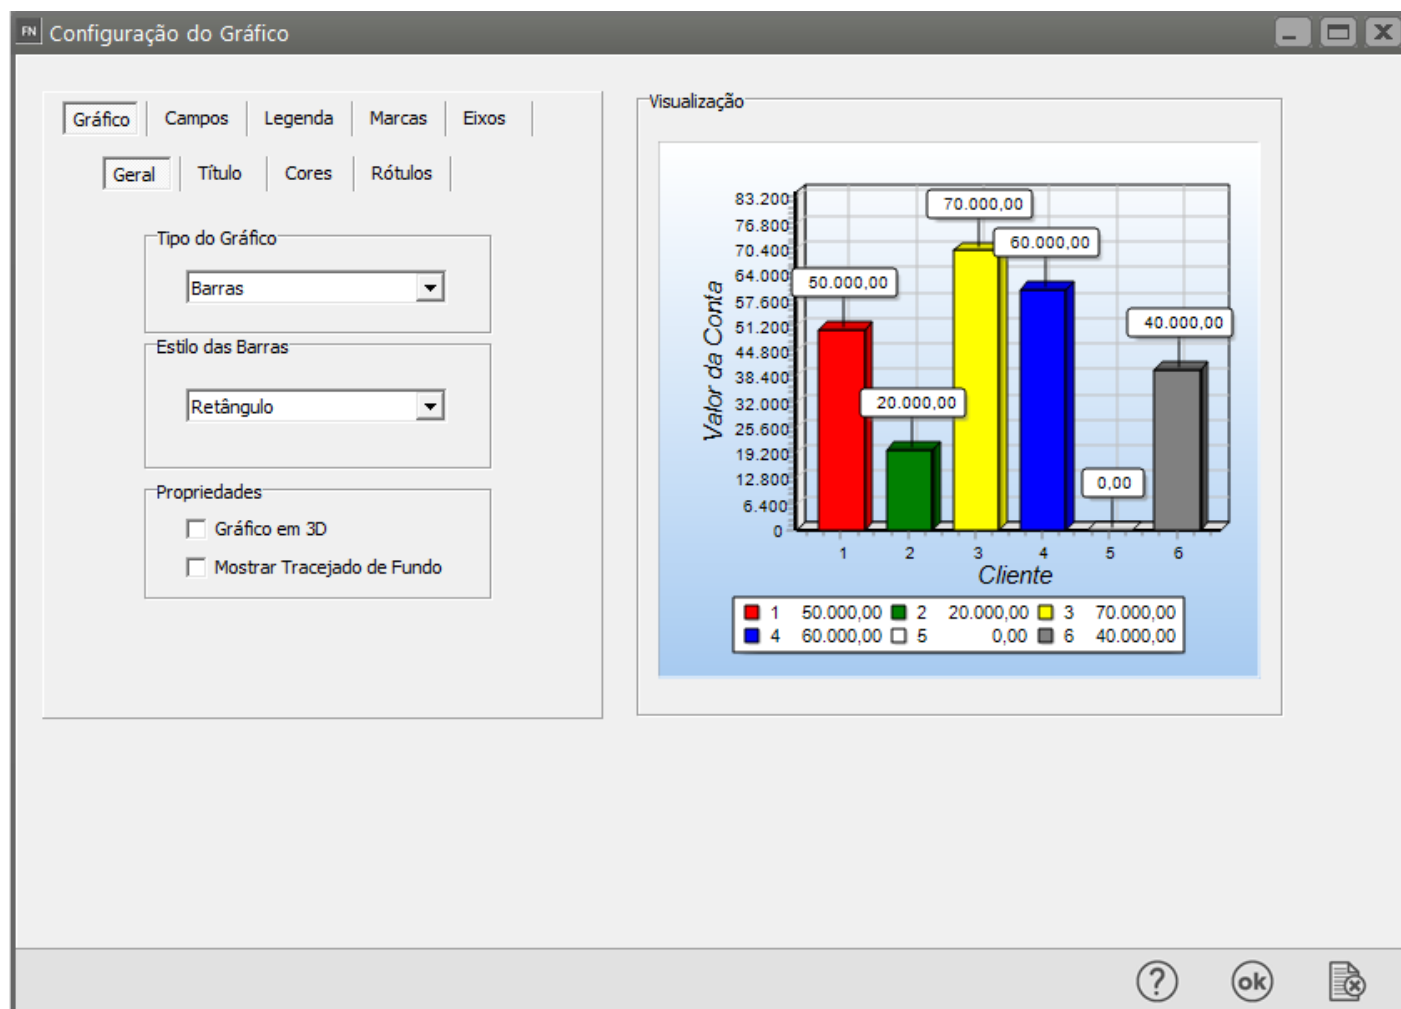 FN Configuração do Gráfico
Gráfico Campos Legenda Marcas Eixos
Geral Título Cores Rótulos
Tipo do Gráfico
Barras
Estilo das Barras
Retângulo
Propriedades
Gráfico em 3D
Mostrar Tracejado de Fundo
Visualização
Valor da Conta
83.200
76.800
70.400
64.000
57.600
51.200
44.800
38.400
32.000
25.600
19.200
12.800
6.400
0
50.000,00
20.000,00
70.000,00
60.000,00
0,00
40.000,00
1 2 3 4 5 6
Cliente
1 50.000,00 2 20.000,00 3 70.000,00
4 60.000,00 5 0,00 6 40.000,00
? ok